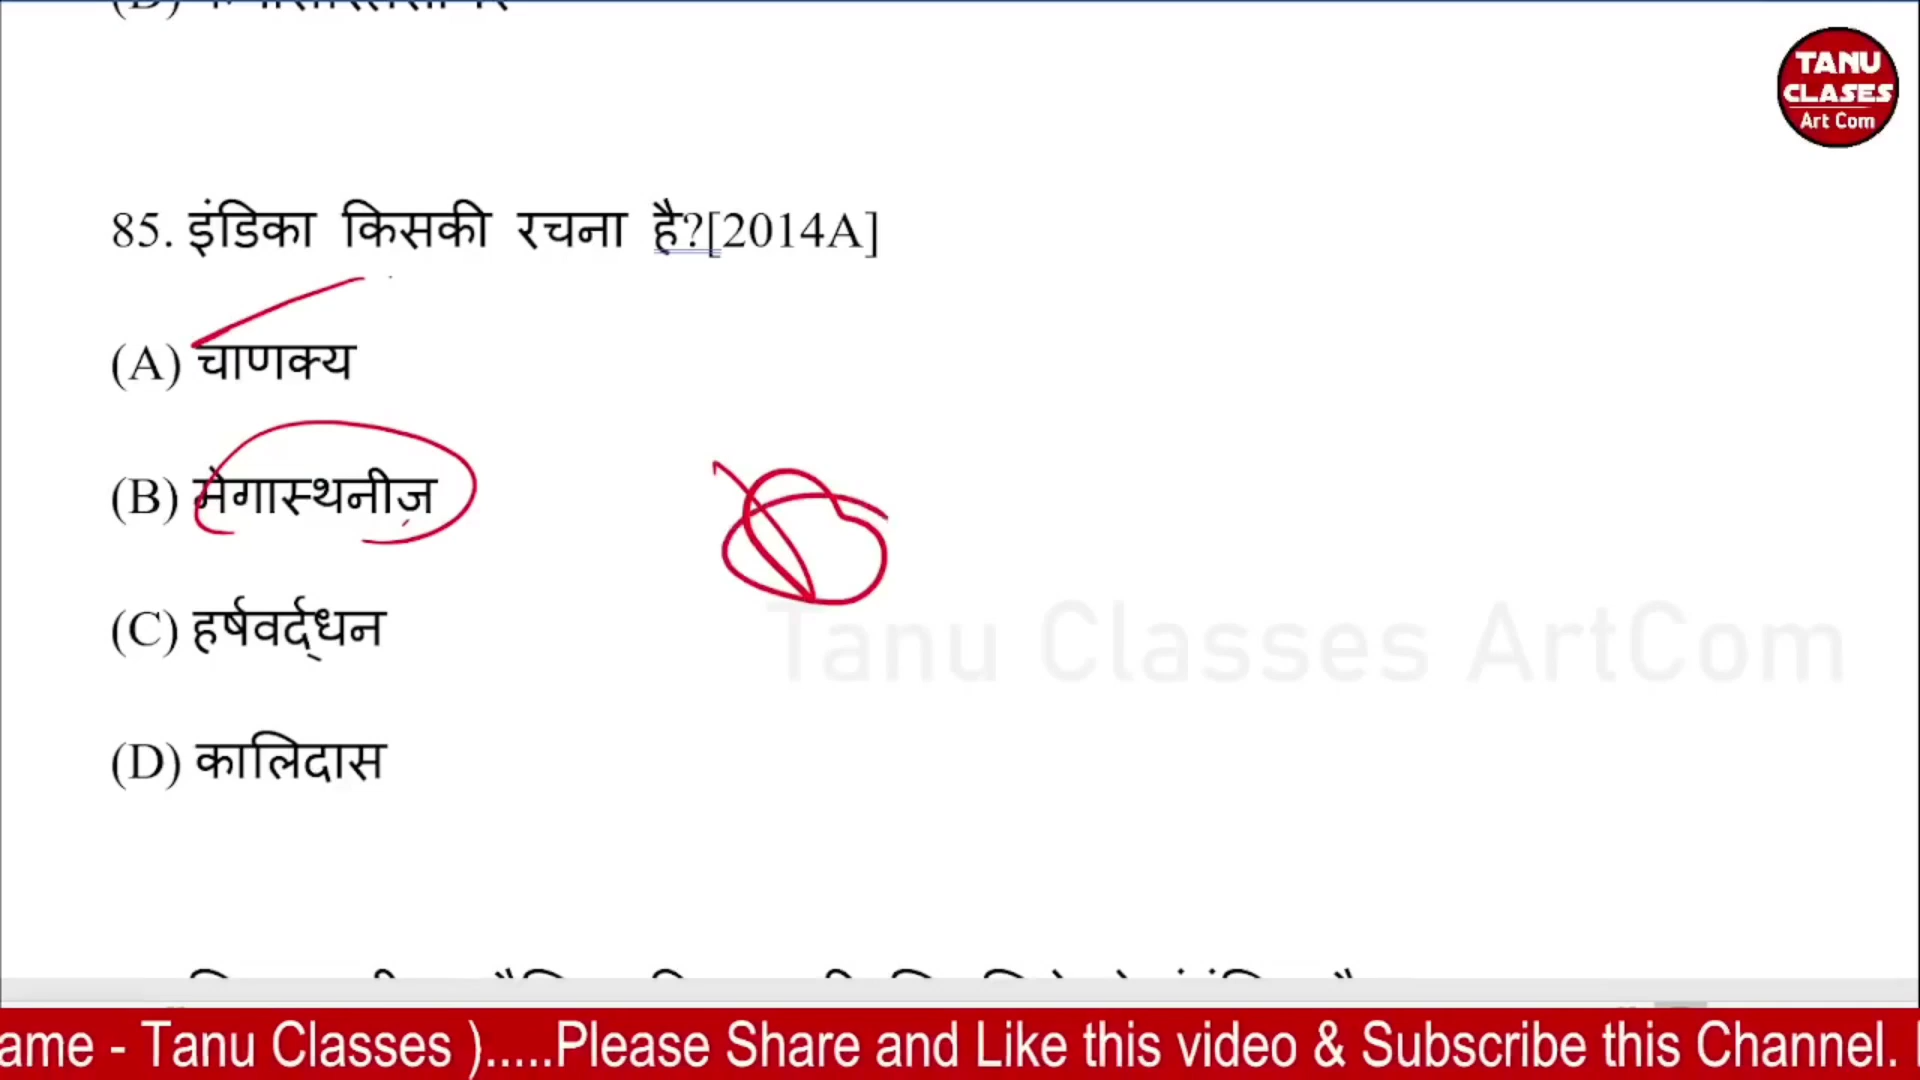 TANU
CLASES
Art Com
85. इंडिका किसकी रचना है?[2014A]
(A) चाणक्य
(B) मेगास्थनीज़
(C) हर्षवर्द्धन
(D) कालिदास
Tanu Classes ArtCom
ame - Tanu Classes ).....Please Share and Like this video & Subscribe this Channel.